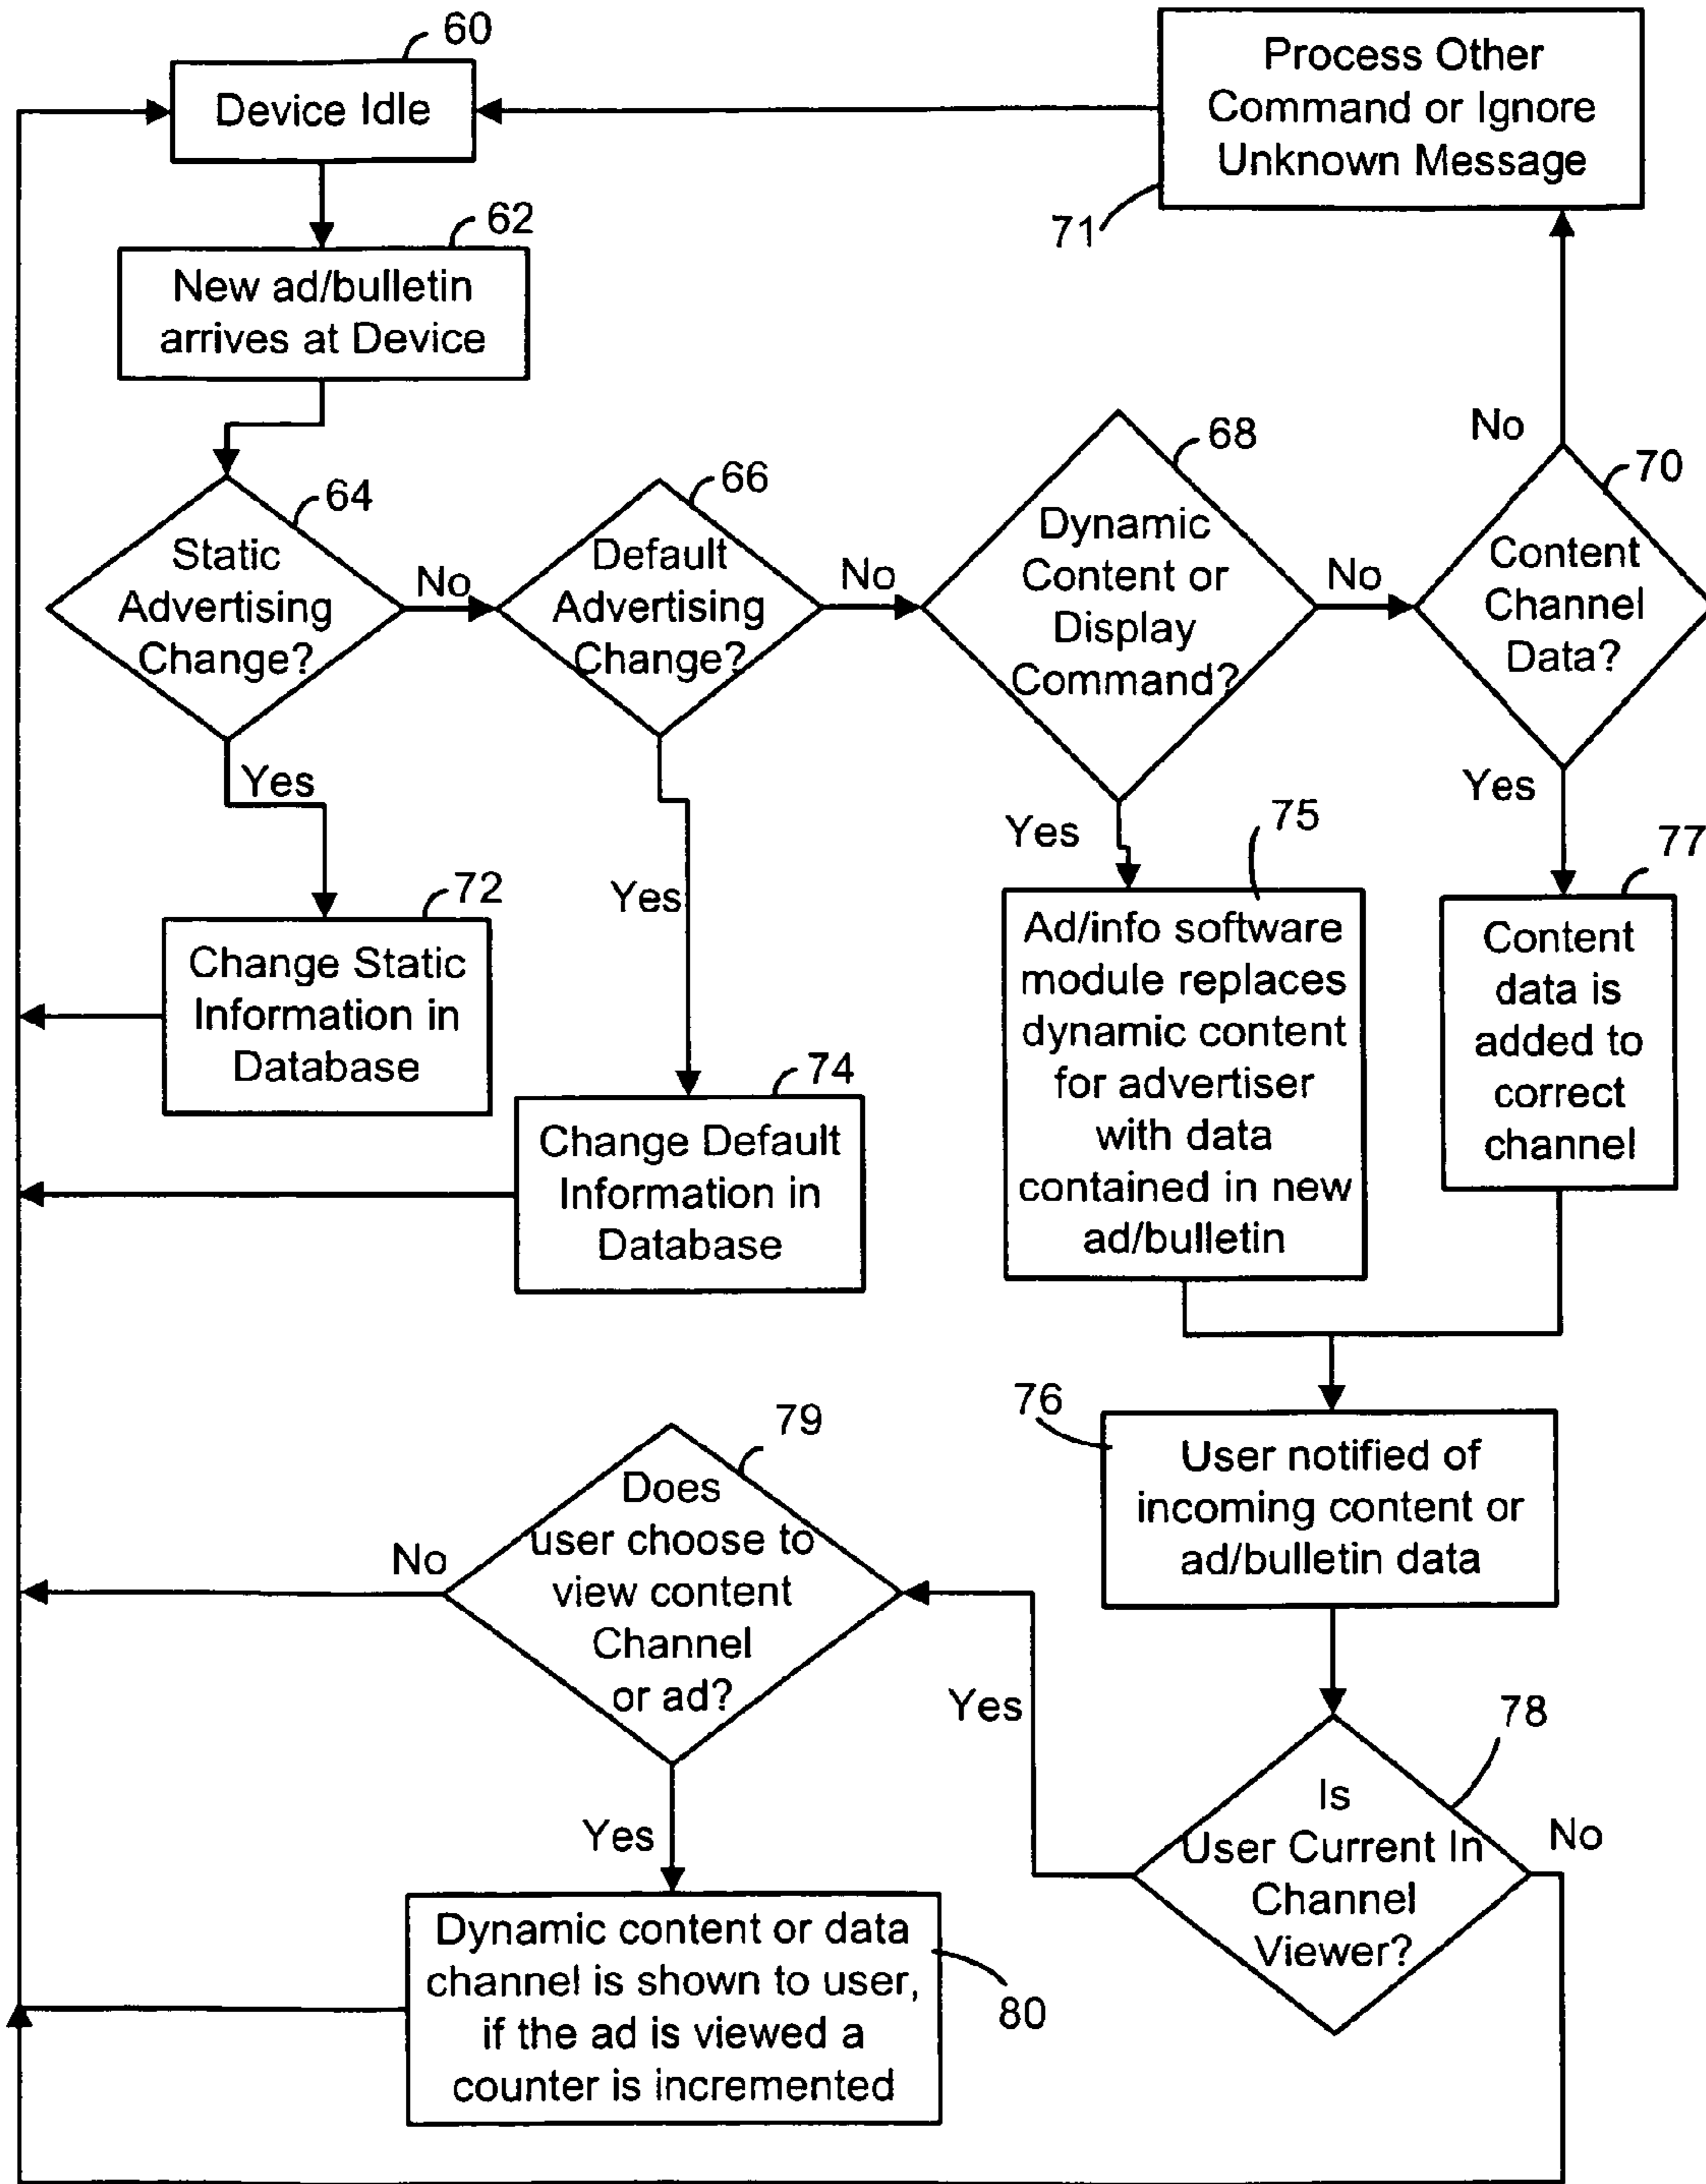 60
Device Idle
Process Other
Command or Ignore
Unknown Message
71
62
New ad/bulletin
arrives at Device
64
Static
Advertising
Change?
No
66
Default
Advertising
Change?
No
68
Dynamic
Content or
Display
Command?
No
No
70
Content
Channel
Data?
Yes
72
Change Static
Information in
Database
Yes
74
Change Default
Information in
Database
Yes
75
Ad/info software
module replaces
dynamic content
for advertiser
with data
contained in new
ad/bulletin
Yes
77
Content
data is
added to
correct
channel
76
User notified of
incoming content or
ad/bulletin data
78
Is
User Current In
Channel
Viewer?
No
Yes
79
Does
user choose to
view content
Channel
or ad?
No
Yes
80
Dynamic content or data
channel is shown to user,
if the ad is viewed a
counter is incremented